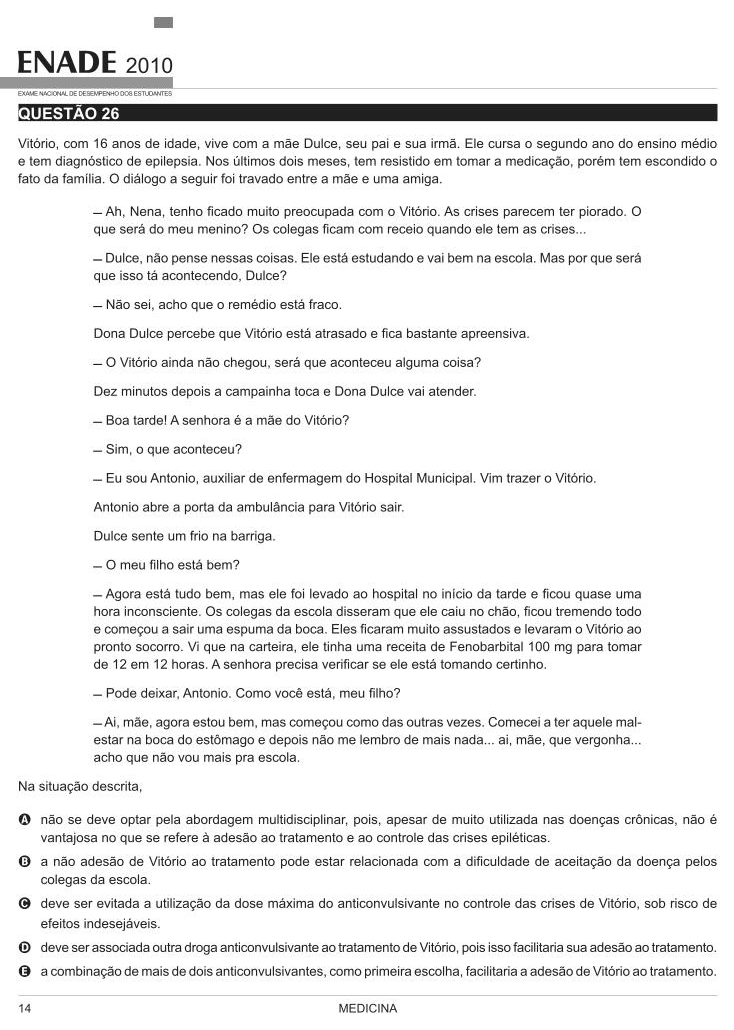 ENADE 2010
EXAME NACIONAL DE DESEMPENHO DOS ESTUDANTES
QUESTÃO 26
Vitório, com 16 anos de idade, vive com a mãe Dulce, seu pai e sua irmã. Ele cursa o segundo ano do ensino médio
e tem diagnóstico de epilepsia. Nos últimos dois meses, tem resistido em tomar a medicação, porém tem escondido o
fato da família. O diálogo a seguir foi travado entre a mãe e uma amiga.
– Ah, Nena, tenho ficado muito preocupada com o Vitório. As crises parecem ter piorado. O
que será do meu menino? Os colegas ficam com receio quando ele tem as crises...
– Dulce, não pense nessas coisas. Ele está estudando e vai bem na escola. Mas por que será
que isso tá acontecendo, Dulce?
– Não sei, acho que o remédio está fraco.
Dona Dulce percebe que Vitório está atrasado e fica bastante apreensiva.
– O Vitório ainda não chegou, será que aconteceu alguma coisa?
Dez minutos depois a campainha toca e Dona Dulce vai atender.
– Boa tarde! A senhora é a mãe do Vitório?
– Sim, o que aconteceu?
– Eu sou Antonio, auxiliar de enfermagem do Hospital Municipal. Vim trazer o Vitório.
Antonio abre a porta da ambulância para Vitório sair.
Dulce sente um frio na barriga.
– O meu filho está bem?
– Agora está tudo bem, mas ele foi levado ao hospital no início da tarde e ficou quase uma
hora inconsciente. Os colegas da escola disseram que ele caiu no chão, ficou tremendo todo
e começou a sair uma espuma da boca. Eles ficaram muito assustados e levaram o Vitório ao
pronto socorro. Vi que na carteira, ele tinha uma receita de Fenobarbital 100 mg para tomar
de 12 em 12 horas. A senhora precisa verificar se ele está tomando certinho.
– Pode deixar, Antonio. Como você está, meu filho?
– Ai, mãe, agora estou bem, mas começou como das outras vezes. Comecei a ter aquele mal-
estar na boca do estômago e depois não me lembro de mais nada... ai, mãe, que vergonha...
acho que não vou mais pra escola.
Na situação descrita,
A não se deve optar pela abordagem multidisciplinar, pois, apesar de muito utilizada nas doenças crônicas, não é
vantajosa no que se refere à adesão ao tratamento e ao controle das crises epiléticas.
B a não adesão de Vitório ao tratamento pode estar relacionada com a dificuldade de aceitação da doença pelos
colegas da escola.
C deve ser evitada a utilização da dose máxima do anticonvulsivante no controle das crises de Vitório, sob risco de
efeitos indesejáveis.
D deve ser associada outra droga anticonvulsivante ao tratamento de Vitório, pois isso facilitaria sua adesão ao tratamento.
E a combinação de mais de dois anticonvulsivantes, como primeira escolha, facilitaria a adesão de Vitório ao tratamento.
14
MEDICINA